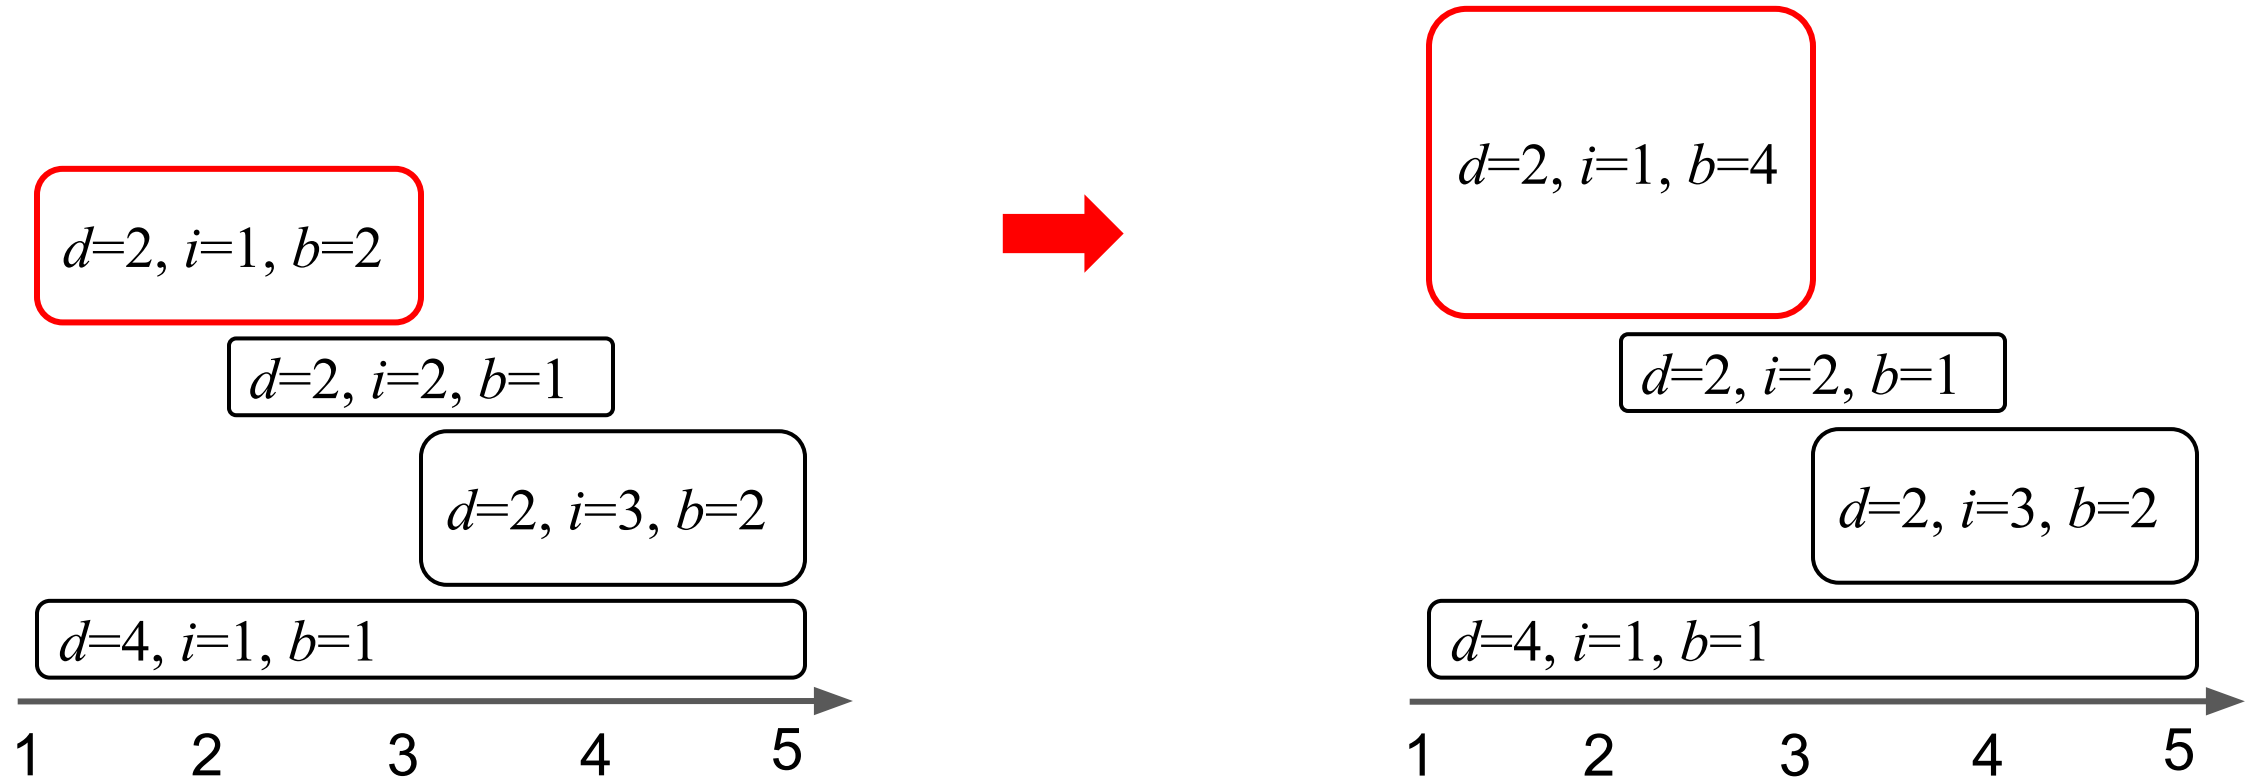 d=2, i=1, b=2
d=2, i=2, b=1
d=2, i=3, b=2
d=4, i=1, b=1
1 2 3 4 5
d=2, i=1, b=4
d=2, i=2, b=1
d=2, i=3, b=2
d=4, i=1, b=1
1 2 3 4 5